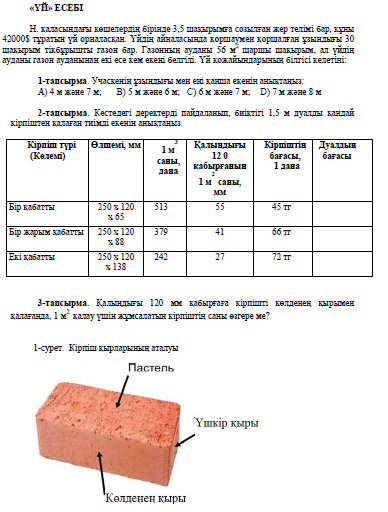 «ҮЙ» ЕСЕБІ
Н. қаласындағы көшелердің бірінде 3,5 шақырымға созылған жер телімі бар, құны
42000$ тұратын үй орналасқан. Үйдің айналасында қоршаумен қоршалған ұзындығы 30
шақырым тікбұрышты газон бар. Газонның ауданы 56 м² шаршы шақырым, ал үйдің
ауданы газон ауданынан екі есе кем екені белгілі. Үй қожайындарының білгісі келетіні:
1-тапсырма. Учаскенің ұзындығы мен ені қанша екенін анықтаңыз:
А) 4 м және 7 м; В) 5 м және 6 м; С) 6 м және 7 м; D) 7 м және 8 м
2-тапсырма. Кестедегі деректерді пайдаланып, биіктігі 1,5 м дуалды қандай
кірпіштен қалаған тиімді екенін анықтаңыз.
Кірпіш түрі (Көлемі) Өлшемі, мм 1 м³ саны, дана Қалыңдығы 12 0 қабырғаның 1 м² саны, мм Кірпіштің бағасы, 1 дана Дуалдың бағасы
Бір қабатты 250 х 120 х 65 513 55 45 тг
Бір жарым қабатты 250 х 120 х 88 379 41 66 тг
Екі қабатты 250 х 120 х 138 242 27 72 тг
3-тапсырма. Қалыңдығы 120 мм қабырғаға кірпішті көлденең қырымен
қалағанда, 1 м² қалау үшін жұмсалатын кірпіштің саны өзгере ме?
1-сурет. Кірпіш қырларының аталуы
Пастель
Үшкір қыры
Көлденең қыры